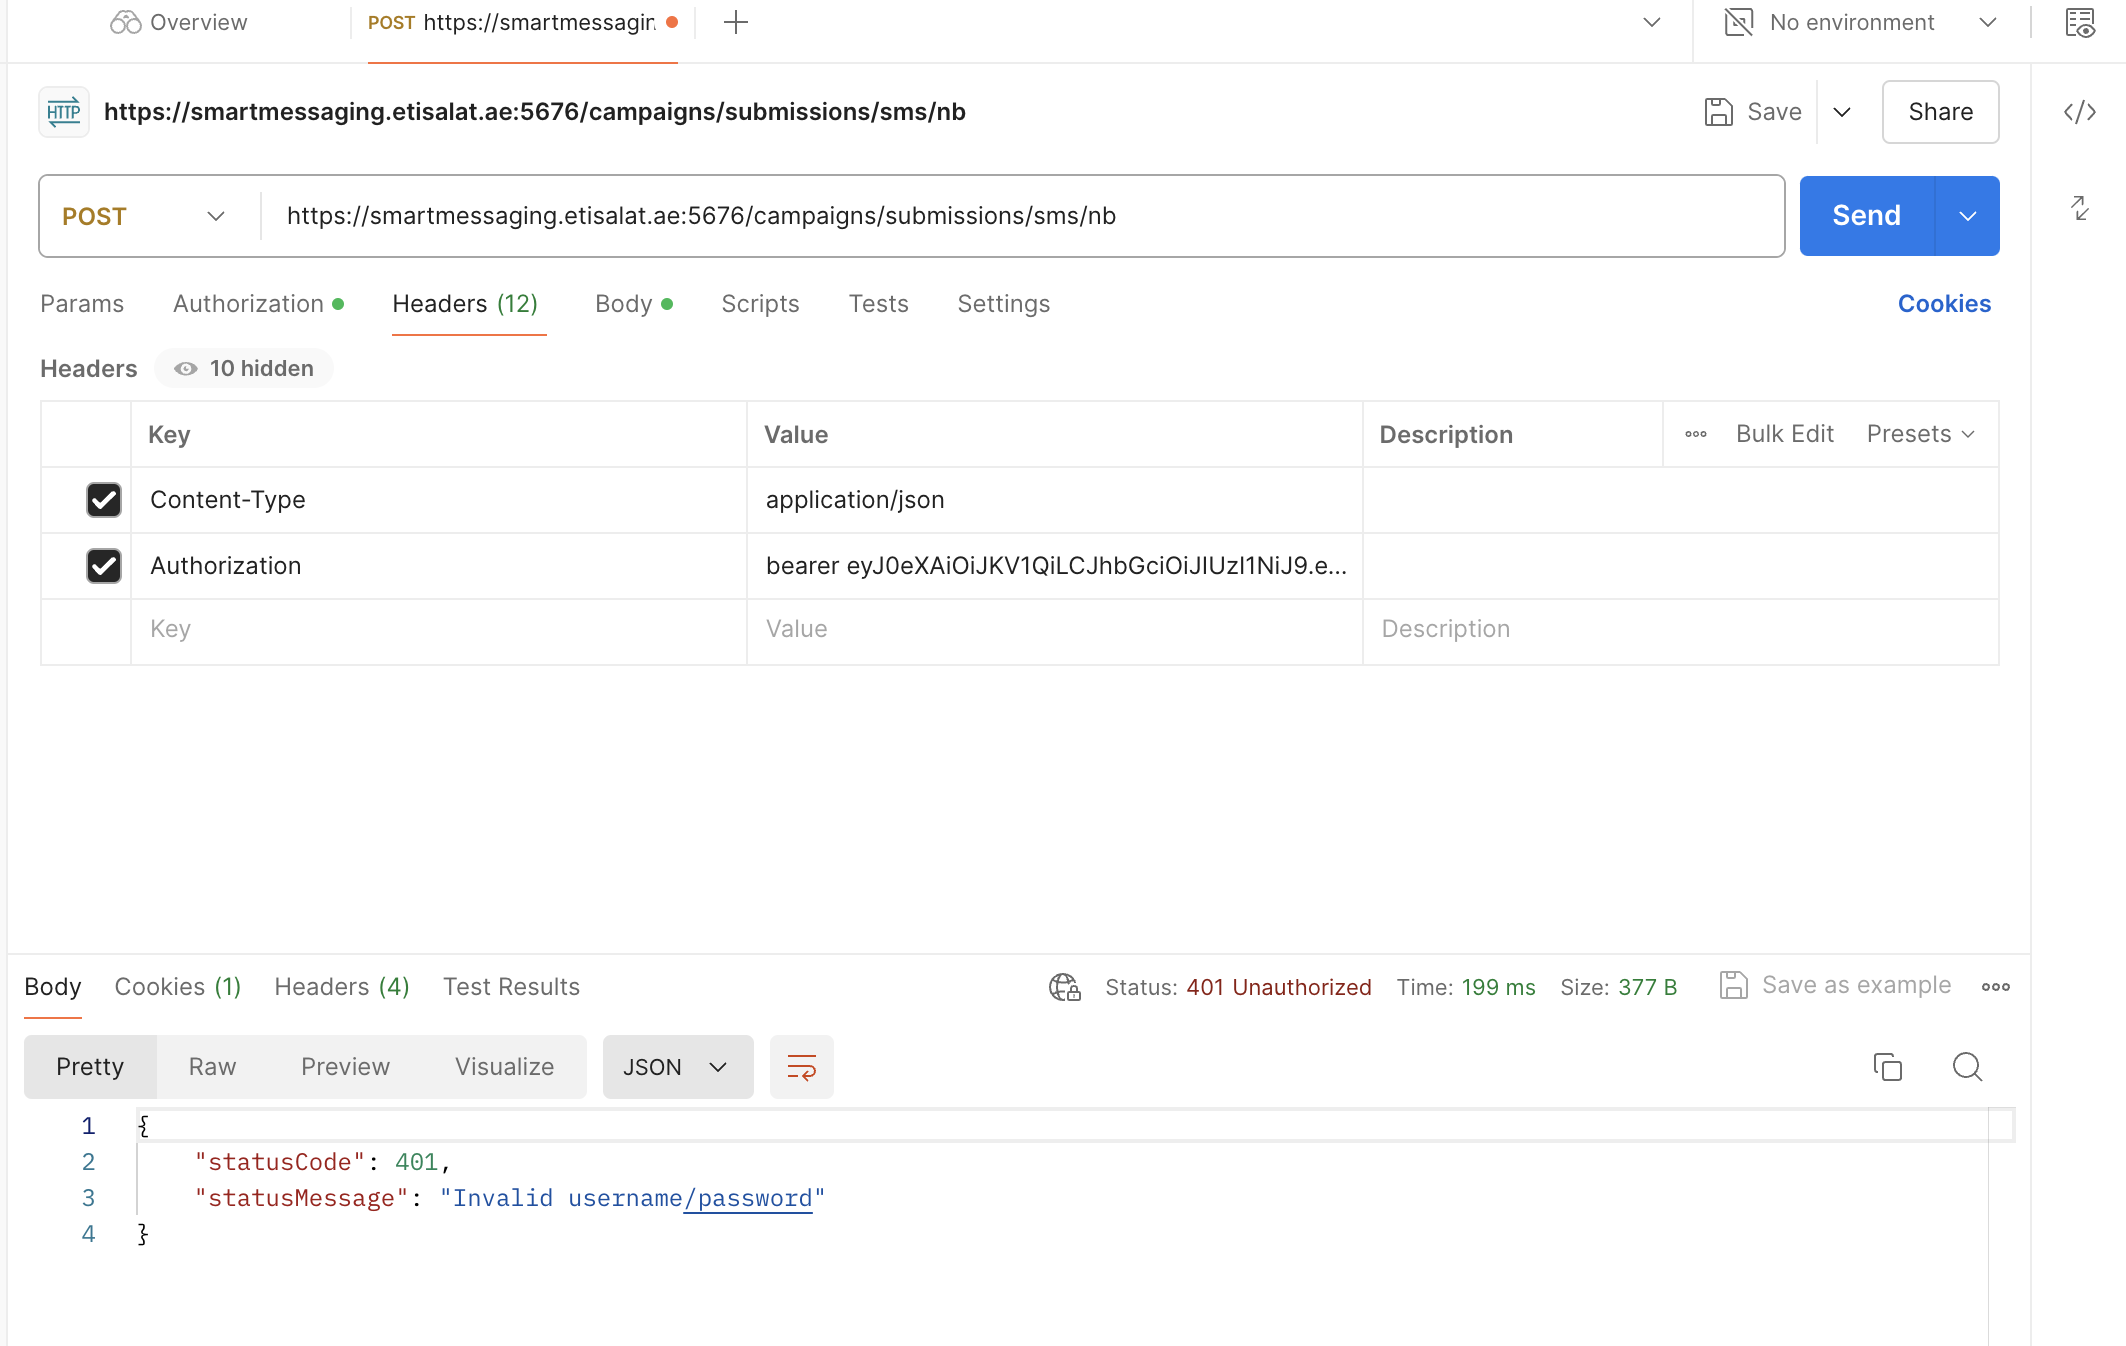 Overview
POST https://smartmessagin
No environment
HTTP
https://smartmessaging.etisalat.ae:5676/campaigns/submissions/sms/nb
Save
Share
POST
https://smartmessaging.etisalat.ae:5676/campaigns/submissions/sms/nb
Send
Params
Authorization
Headers (12)
Body
Scripts
Tests
Settings
Cookies
Headers
10 hidden
Key Value Description
Bulk Edit
Presets
Content-Type application/json
Authorization bearer eyJ0eXAiOiJKV1QiLCJhbGciOiJIUzI1NiJ9.e...
Key Value Description
Body
Cookies (1)
Headers (4)
Test Results
Status: 401 Unauthorized
Time: 199 ms
Size: 377 B
Save as example
Pretty
Raw
Preview
Visualize
JSON
1 {
2 "statusCode": 401,
3 "statusMessage": "Invalid username/password"
4 }